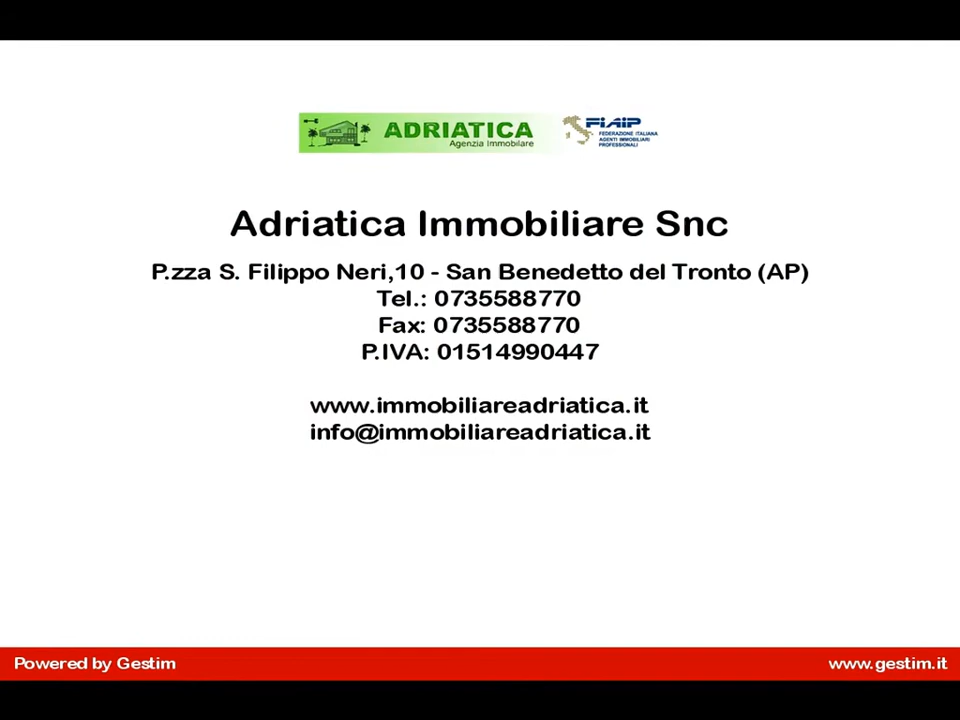 ADRIATICA
Agenzia Immobilare
FIAIP
FEDERAZIONE ITALIANA
AGENTI IMMOBILIARI
PROFESSIONALI
Adriatica Immobiliare Snc
P.zza S. Filippo Neri,10 - San Benedetto del Tronto (AP)
Tel.: 0735588770
Fax: 0735588770
P.IVA: 01514990447
www.immobiliareadriatica.it
info@immobiliareadriatica.it
Powered by Gestim
www.gestim.it